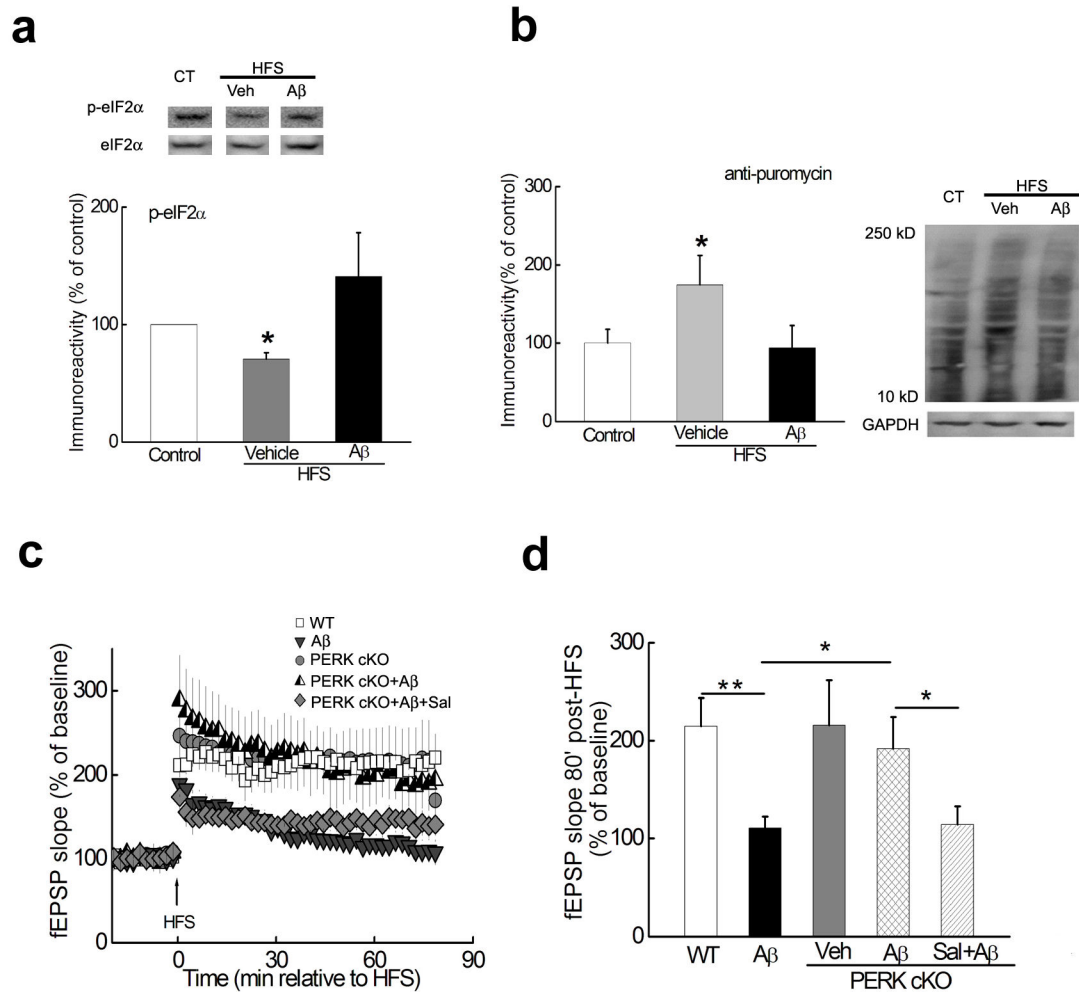 a
CT
HFS
Veh
Aβ
p-eIF2α
eIF2α
Immunoreactivity (% of control)
p-eIF2α
200
100
0
Control
Vehicle
Aβ
HFS
*
b
anti-puromycin
Immunoreactivity(% of control)
300
200
100
0
*
Control
Vehicle
Aβ
HFS
CT
HFS
Veh
Aβ
250 kD
10 kD
GAPDH
c
WT
Aβ
PERK cKO
PERK cKO+Aβ
PERK cKO+Aβ+Sal
fEPSP slope (% of baseline)
300
200
100
0
HFS
0
30
60
90
Time (min relative to HFS)
d
fEPSP slope 80' post-HFS
(% of baseline)
300
200
100
0
**
*
*
WT
Aβ
Veh
Aβ
Sal+Aβ
PERK cKO